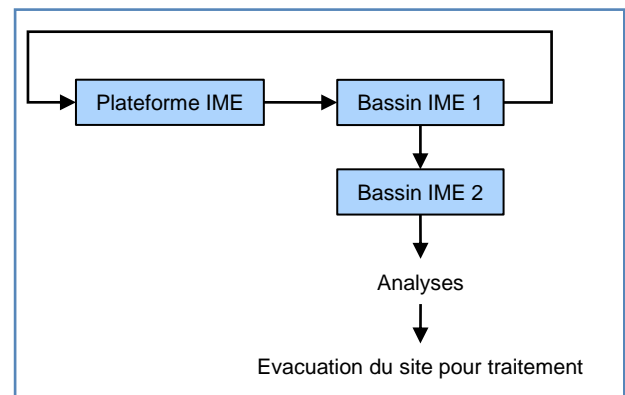 Plateforme IME
Bassin IME 1
Bassin IME 2
Analyses
Evacuation du site pour traitement